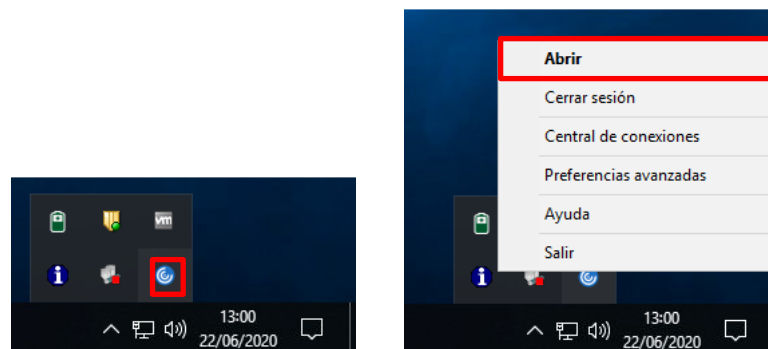 vm
13:00
22/06/2020
Abrir
Cerrar sesión
Central de conexiones
Preferencias avanzadas
Ayuda
Salir
13:00
22/06/2020